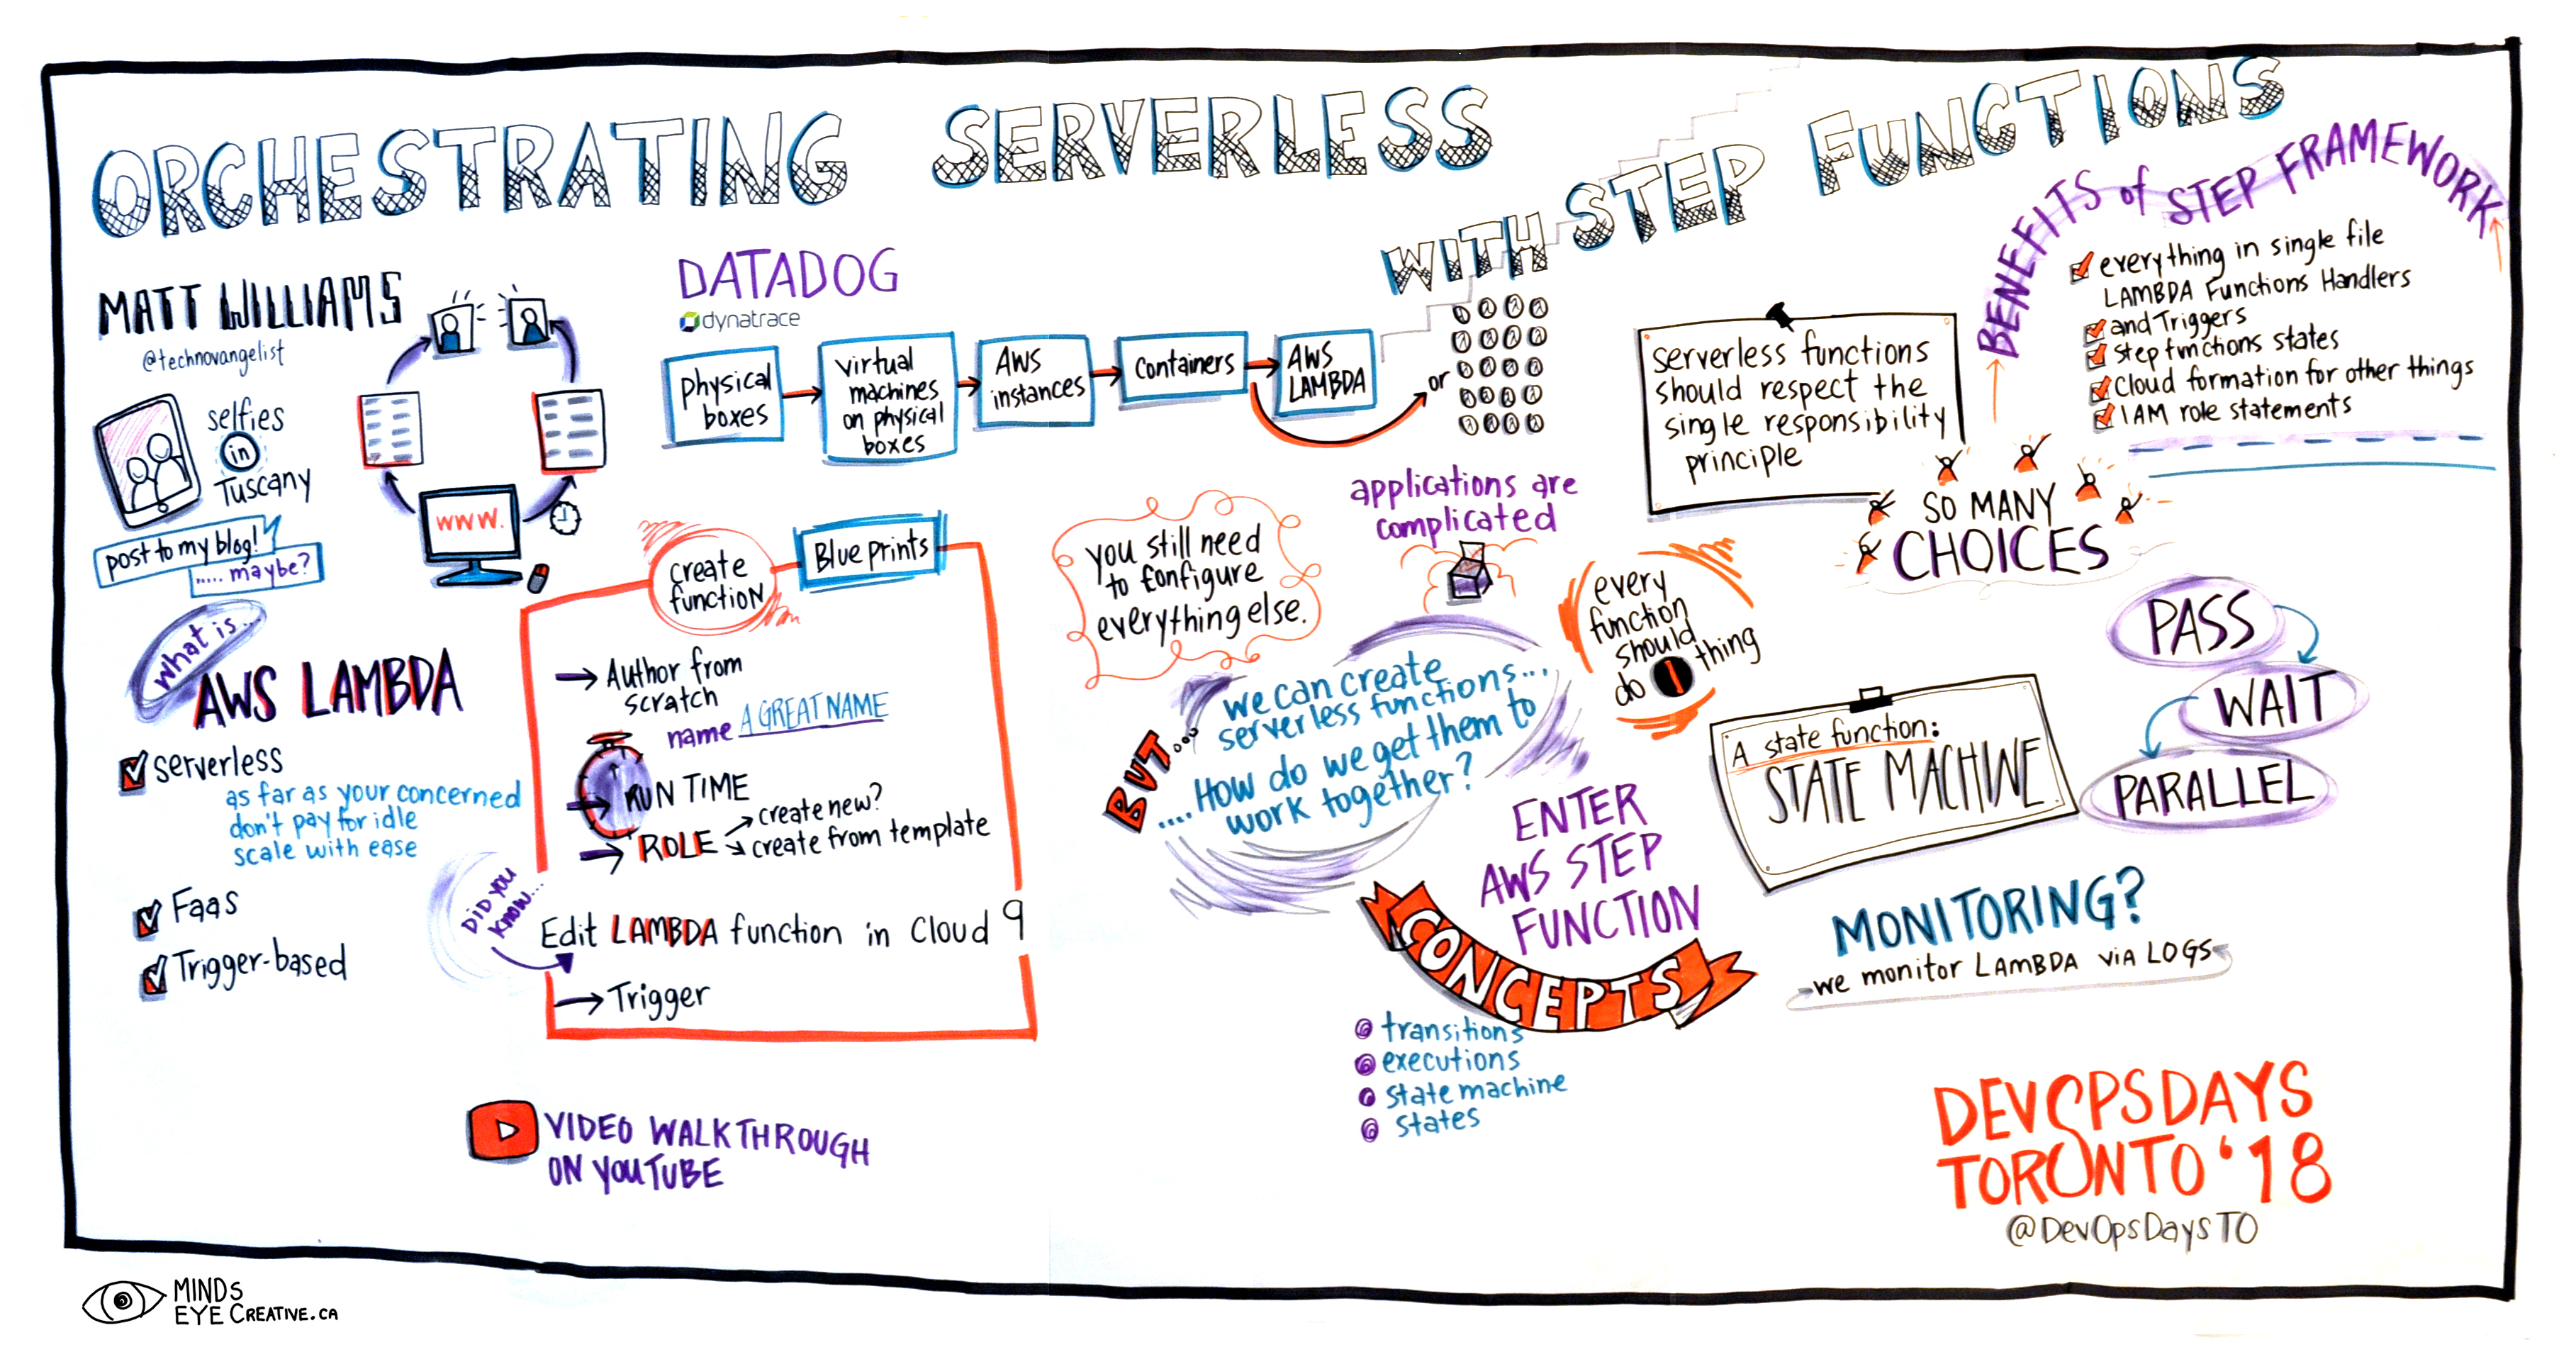 ORCHESTRATING SERVERLESS WITH STEP FUNCTIONS
MATT WILLIAMS
@technovangelist
selfies
in
Tuscany
post to my blog!
..... maybe?
WWW.
DATADOG
dynatrace
physical
boxes
virtual
machines
on physical
boxes
AWS
instances
Containers
AWS
LAMBDA
or
What is...
AWS LAMBDA
serverless
as far as your concerned
don't pay for idle
scale with ease
Faas
Trigger-based
create
function
Blue prints
Author from
scratch
name A GREAT NAME
RUN TIME
ROLE
create new?
create from template
DID YOU
KNOW...
Edit LAMBDA function in Cloud 9
Trigger
VIDEO WALKTHROUGH
ON YOUTUBE
you still need
to configure
everything else.
applications are
complicated
BUT...
we can create
serverless functions...
....How do we get them to
work together?
every
function
should
do 1 thing
ENTER
AWS STEP
FUNCTION
CONCEPTS
transitions
executions
state machine
states
serverless functions
should respect the
single responsibility
principle
BENEFITS of STEP FRAMEWORK
everything in single file
LAMBDA Functions Handlers
and Triggers
step functions states
Cloud formation for other things
IAM role statements
SO MANY
CHOICES
A state function:
STATE MACHINE
PASS
WAIT
PARALLEL
MONITORING?
we monitor LAMBDA VIA LOGS
DEVOPSDAYS
TORONTO '18
@DevOpsDaysTO
MINDS
EYE CREATIVE.CA